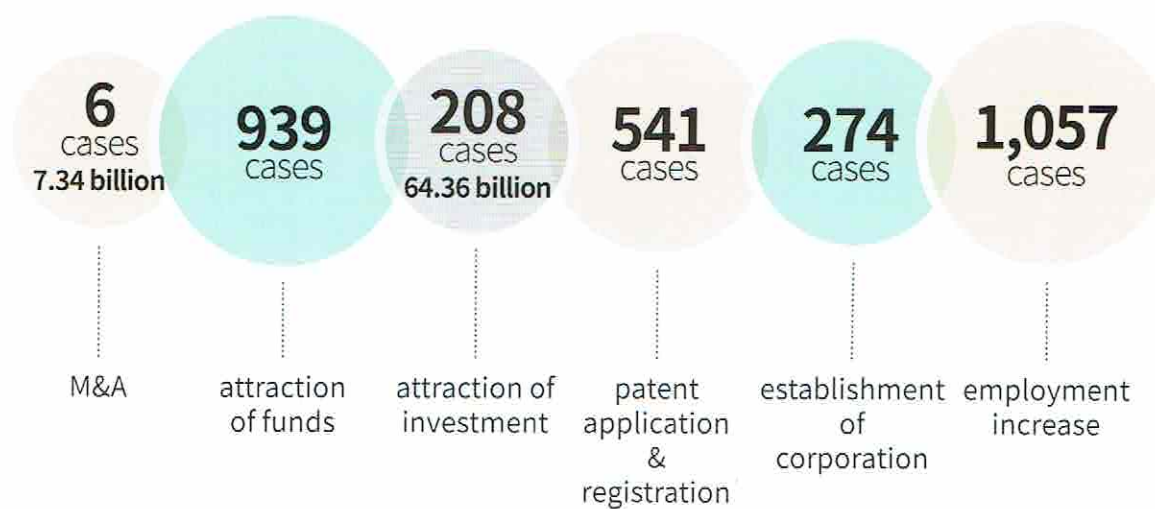 6
cases
7.34 billion
939
cases
208
cases
64.36 billion
541
cases
274
cases
1,057
cases
M&A
attraction
of funds
attraction of
investment
patent
application
&
registration
establishment
of
corporation
employment
increase